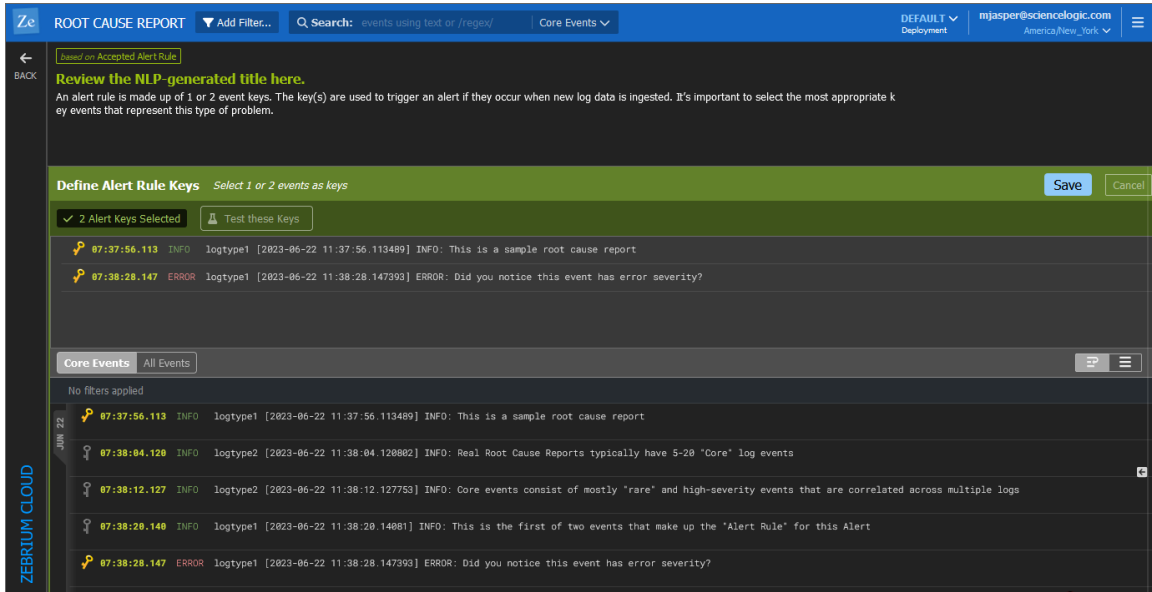 Ze ROOT CAUSE REPORT Add Filter... Search: events using text or /regex/ Core Events DEFAULT Deployment mjasper@sciencelogic.com America/New_York
BACK
based on Accepted Alert Rule
Review the NLP-generated title here.
An alert rule is made up of 1 or 2 event keys. The key(s) are used to trigger an alert if they occur when new log data is ingested. It's important to select the most appropriate k
ey events that represent this type of problem.
Define Alert Rule Keys Select 1 or 2 events as keys Save Cancel
2 Alert Keys Selected Test these Keys
07:37:56.113 INFO logtype1 [2023-06-22 11:37:56.113489] INFO: This is a sample root cause report
07:38:28.147 ERROR logtype1 [2023-06-22 11:38:28.147393] ERROR: Did you notice this event has error severity?
Core Events All Events
No filters applied
JUN 22
07:37:56.113 INFO logtype1 [2023-06-22 11:37:56.113489] INFO: This is a sample root cause report
07:38:04.120 INFO logtype2 [2023-06-22 11:38:04.120802] INFO: Real Root Cause Reports typically have 5-20 "Core" log events
07:38:12.127 INFO logtype2 [2023-06-22 11:38:12.127753] INFO: Core events consist of mostly "rare" and high-severity events that are correlated across multiple logs
07:38:20.140 INFO logtype1 [2023-06-22 11:38:20.14081] INFO: This is the first of two events that make up the "Alert Rule" for this Alert
07:38:28.147 ERROR logtype1 [2023-06-22 11:38:28.147393] ERROR: Did you notice this event has error severity?
ZEBRIUM CLOUD